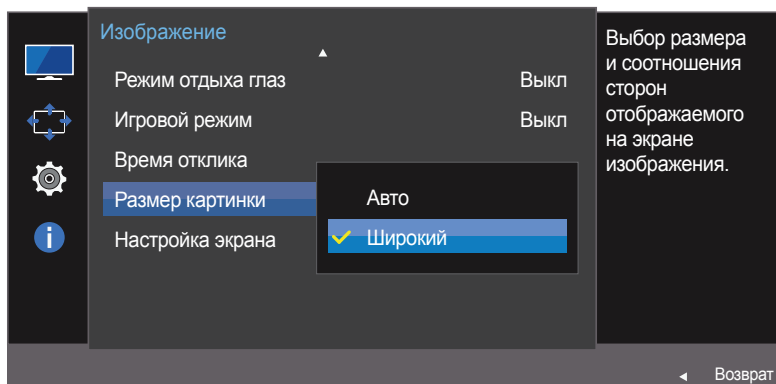 Изображение
Режим отдыха глаз Выкл
Игровой режим Выкл
Время отклика
Размер картинки
Настройка экрана
Авто
Широкий
Выбор размера
и соотношения
сторон
отображаемого
на экране
изображения.
Возврат